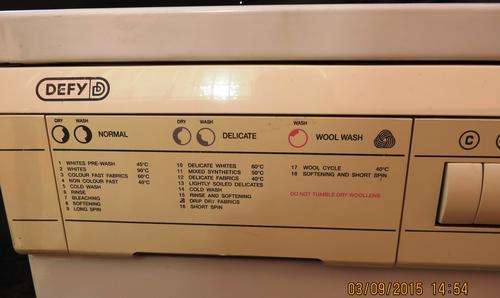 DEFY D
DRY WASH NORMAL
DRY WASH DELICATE
WASH WOOL WASH
C
1 WHITES PRE-WASH 45°C
2 WHITES 90°C
3 COLOUR FAST FABRICS 60°C
4 NON COLOUR FAST 40°C
5 COLD WASH
6 RINSE
7 BLEACHING
8 SOFTENING
9 LONG SPIN
10 DELICATE WHITES 60°C
11 MIXED SYNTHETICS 50°C
12 DELICATE FABRICS 40°C
13 LIGHTLY SOILED DELICATES
14 COLD WASH
15 RINSE AND SOFTENING
DRIP DRY FABRICS
16 SHORT SPIN
17 WOOL CYCLE 40°C
18 SOFTENING AND SHORT SPIN
DO NOT TUMBLE DRY WOOLLENS
03/09/2015 14:54